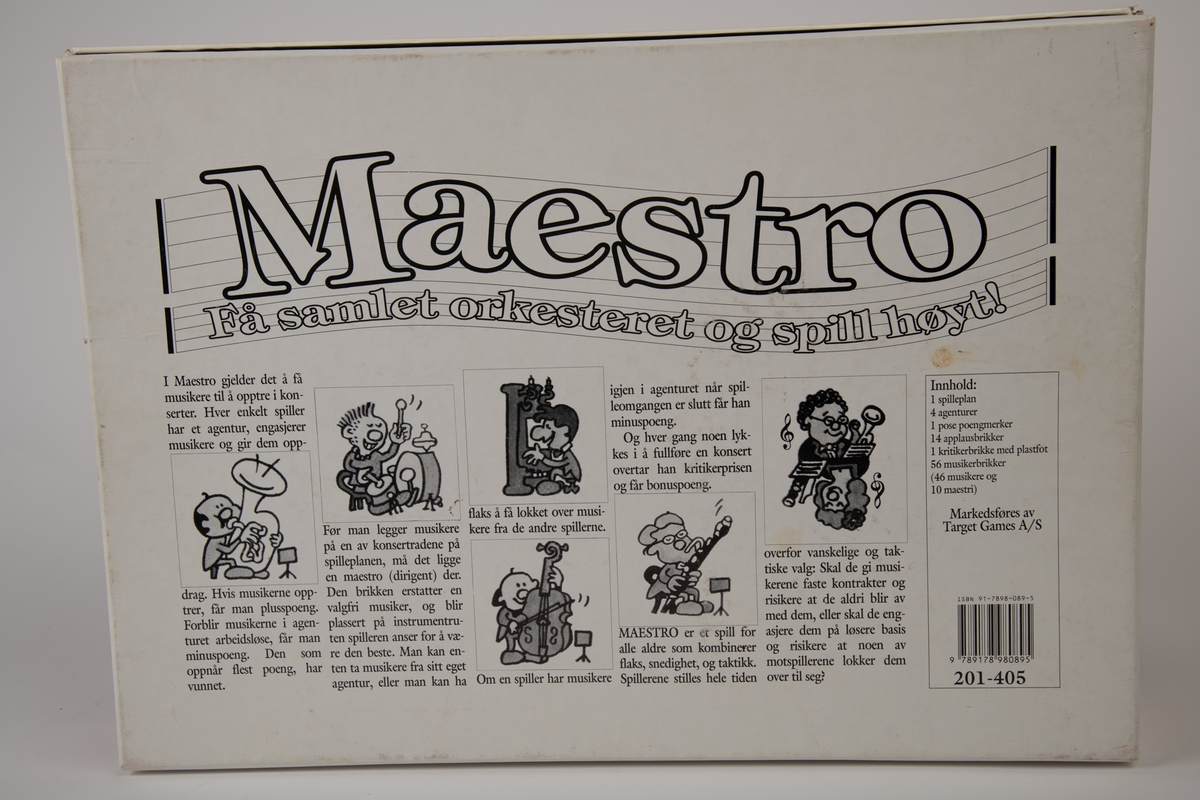 Maestro
Få samlet orkesteret og spill høyt!
I Maestro gjelder det å få
musikere til å opptre i kon-
serter. Hver enkelt spiller
har et agentur, engasjerer
musikere og gir dem opp-
drag. Hvis musikerne opp-
trer, får man plusspoeng.
Forblir musikerne i agen-
turet arbeidsløse, får man
minuspoeng. Den som
oppnår flest poeng, har
vunnet.
Før man legger musikere
på en av konsertradene på
spilleplanen, må det ligge
en maestro (dirigent) der.
Den brikken erstatter en
valgfri musiker, og blir
plassert på instrumentru-
ten spilleren anser for å væ-
re den beste. Man kan en-
ten ta musikere fra sitt eget
agentur, eller man kan ha
flaks å få lokket over musi-
kere fra de andre spillerne.
Om en spiller har musikere
igjen i agenturet når spil-
leomgangen er slutt får han
minuspoeng.
Og hver gang noen lyk-
kes i å fullføre en konsert
overtar han kritikerprisen
og får bonuspoeng.
MAESTRO er et spill for
alle aldre som kombinerer
flaks, snedighet, og taktikk.
Spillerene stilles hele tiden
overfor vanskelige og tak-
tiske valg: Skal de gi musi-
kerene faste kontrakter og
risikere at de aldri blir av
med dem, eller skal de eng-
asjere dem på løsere basis
og risikere at noen av
motspillerene lokker dem
over til seg?
Innhold:
1 spilleplan
4 agenturer
1 pose poengmerker
14 applausbrikker
1 kritikerbrikke med plastfot
56 musikerbrikker
(46 musikere og
10 maestri)
Markedsføres av
Target Games A/S
ISBN 91-7898-089-5
9 789178 980895
201-405